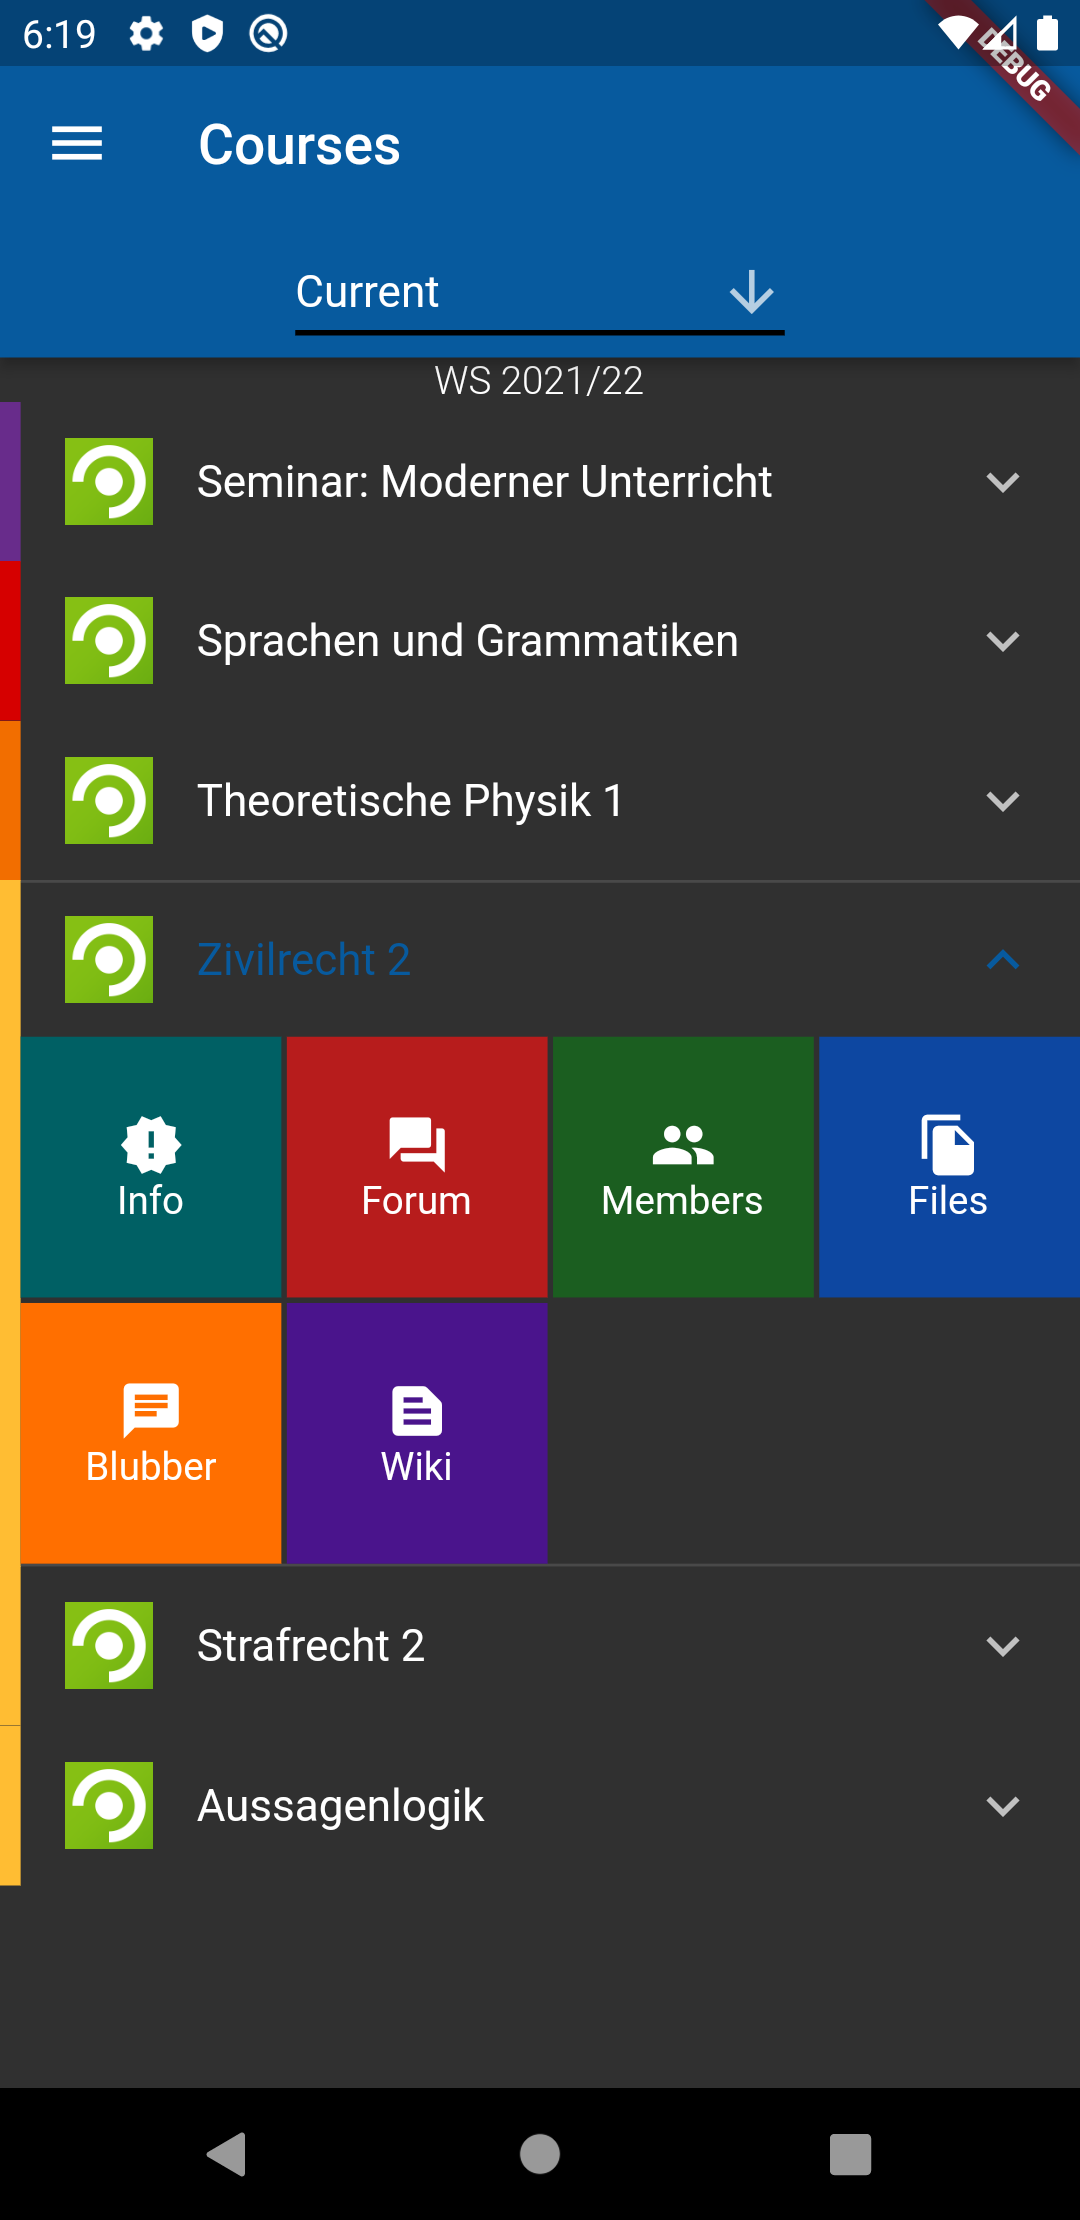 6:19
DEBUG
Courses
Current
WS 2021/22
Seminar: Moderner Unterricht
Sprachen und Grammatiken
Theoretische Physik 1
Zivilrecht 2
Info Forum Members Files
Blubber Wiki
Strafrecht 2
Aussagenlogik